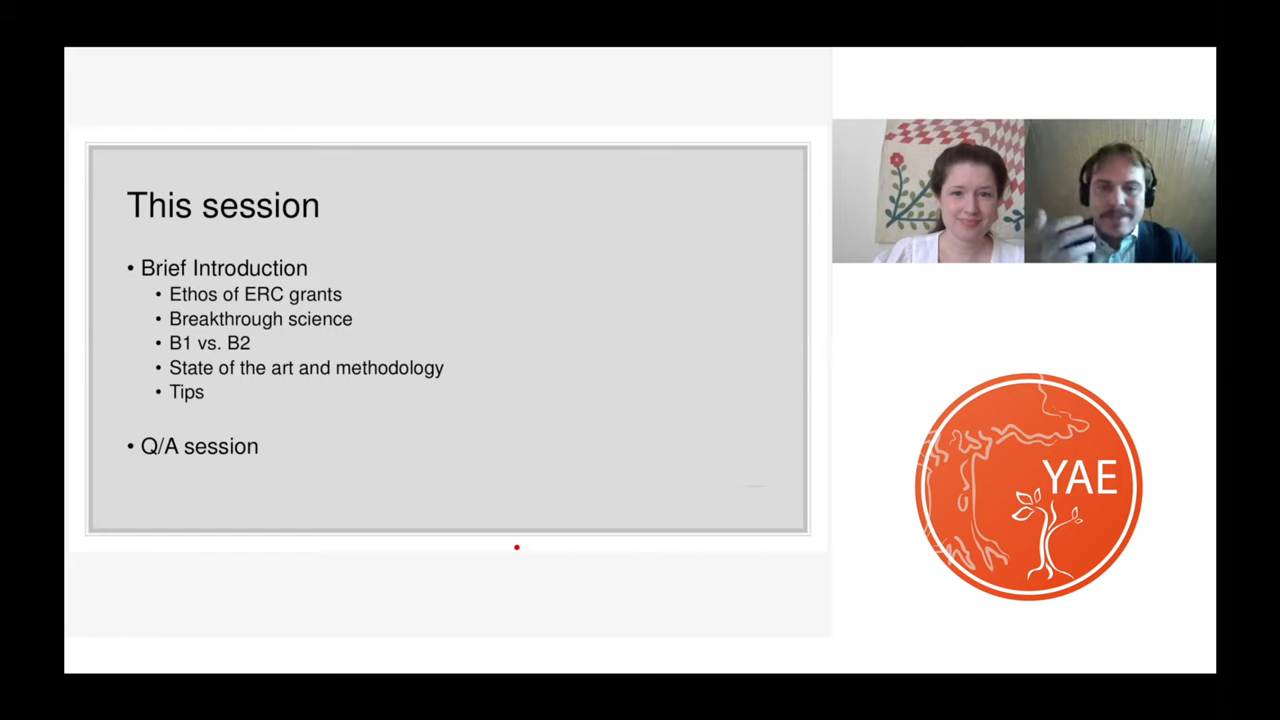 This session
• Brief Introduction
• Ethos of ERC grants
• Breakthrough science
• B1 vs. B2
• State of the art and methodology
• Tips
• Q/A session
YAE